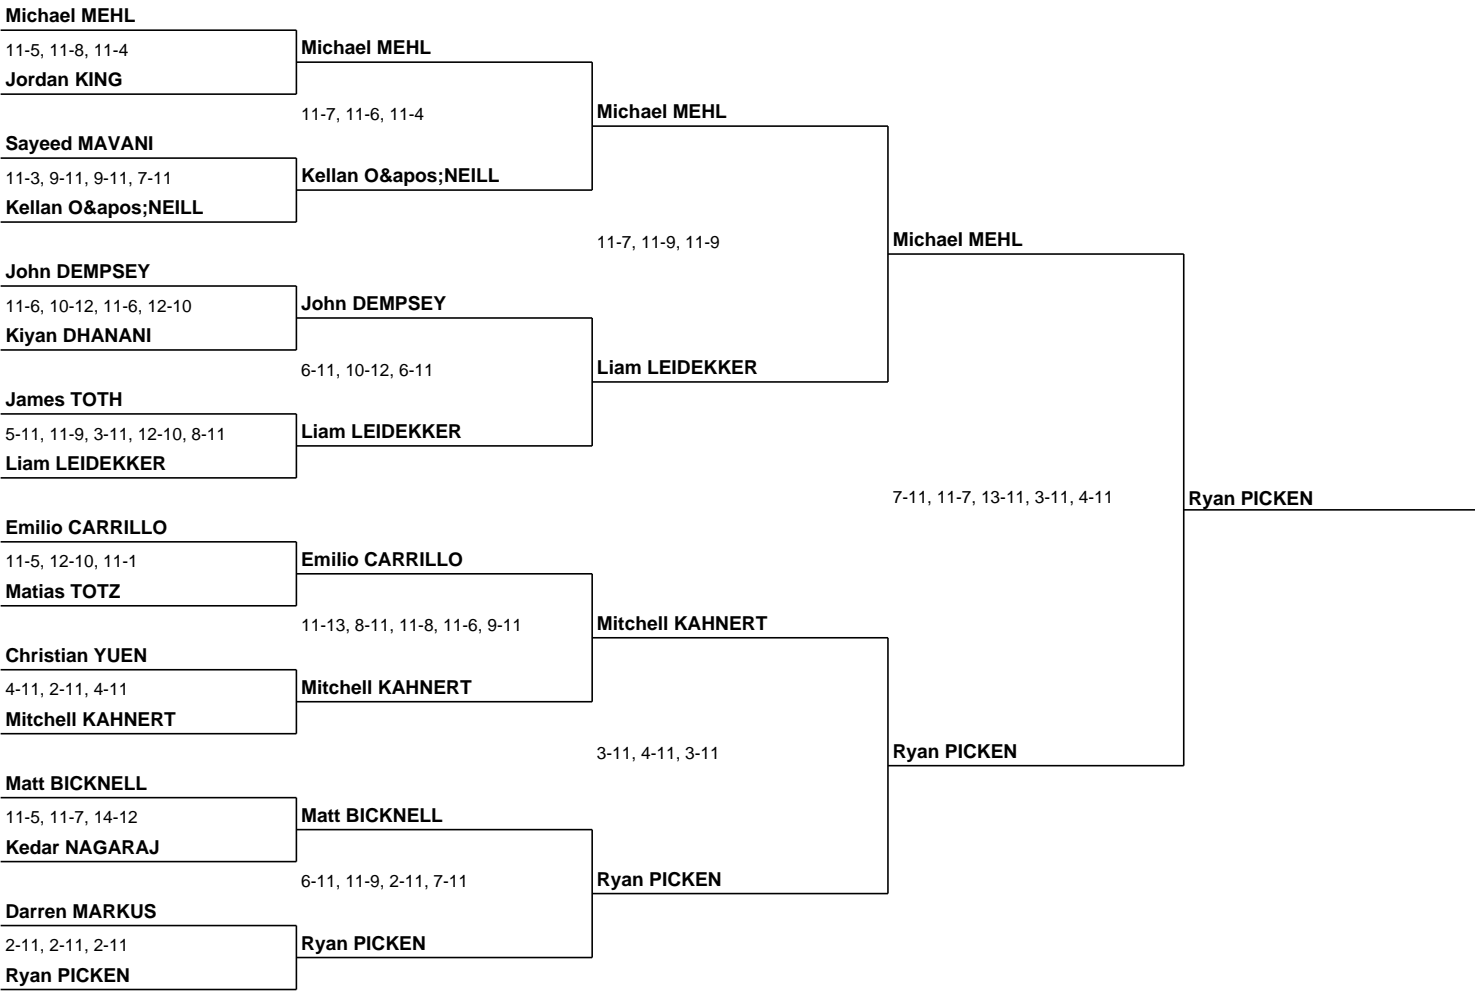 Michael MEHL
11-5, 11-8, 11-4
Jordan KING
Sayeed MAVANI
11-3, 9-11, 9-11, 7-11
Kellan O&apos;NEILL
John DEMPSEY
11-6, 10-12, 11-6, 12-10
Kiyan DHANANI
James TOTH
5-11, 11-9, 3-11, 12-10, 8-11
Liam LEIDEKKER
Emilio CARRILLO
11-5, 12-10, 11-1
Matias TOTZ
Christian YUEN
4-11, 2-11, 4-11
Mitchell KAHNERT
Matt BICKNELL
11-5, 11-7, 14-12
Kedar NAGARAJ
Darren MARKUS
2-11, 2-11, 2-11
Ryan PICKEN
Michael MEHL
11-7, 11-6, 11-4
Kellan O&apos;NEILL
John DEMPSEY
6-11, 10-12, 6-11
Liam LEIDEKKER
Emilio CARRILLO
11-13, 8-11, 11-8, 11-6, 9-11
Mitchell KAHNERT
Matt BICKNELL
6-11, 11-9, 2-11, 7-11
Ryan PICKEN
Michael MEHL
11-7, 11-9, 11-9
Liam LEIDEKKER
Mitchell KAHNERT
3-11, 4-11, 3-11
Ryan PICKEN
Michael MEHL
7-11, 11-7, 13-11, 3-11, 4-11
Ryan PICKEN
Ryan PICKEN